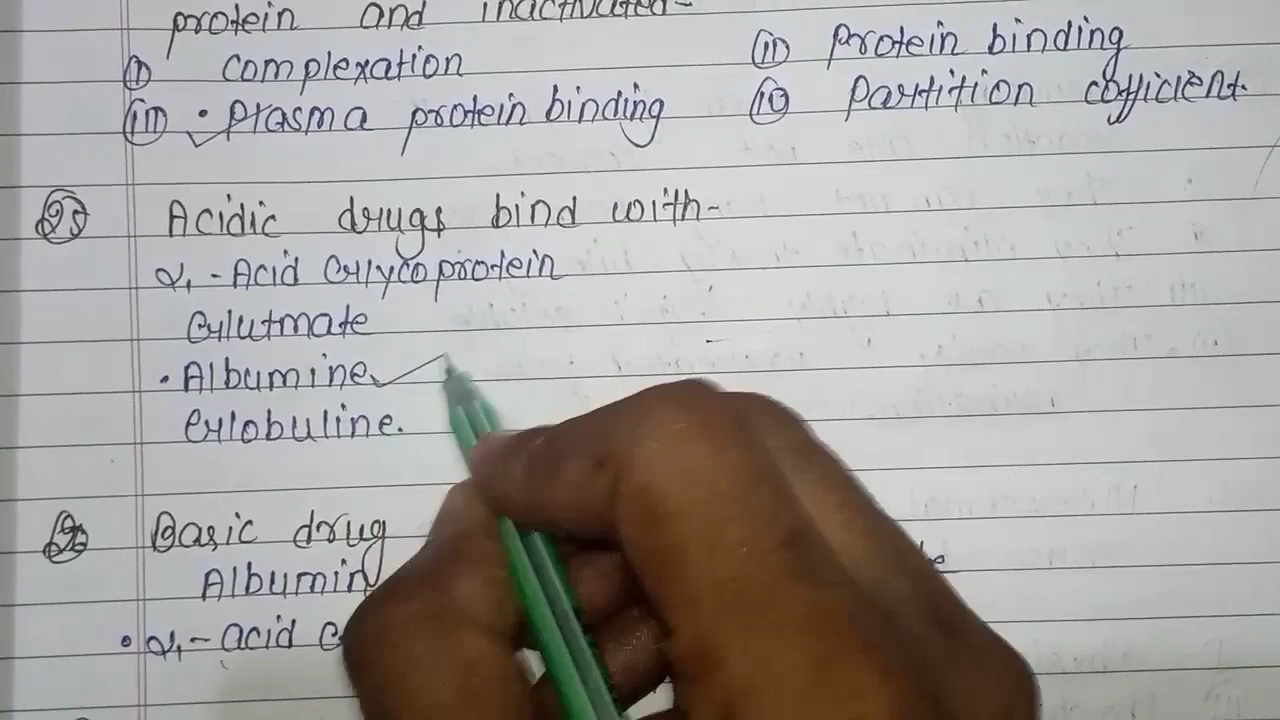 protein and inactivated-
(i) complexation (ii) Protein binding
(iii) • Plasma protein binding (iv) Partition cofficient.
25 Acidic drugs bind with-
α₁-Acid Glycoprotein
Glutmate
• Albumine
Globuline.
Basic drug
Albumin
• α₁-acid